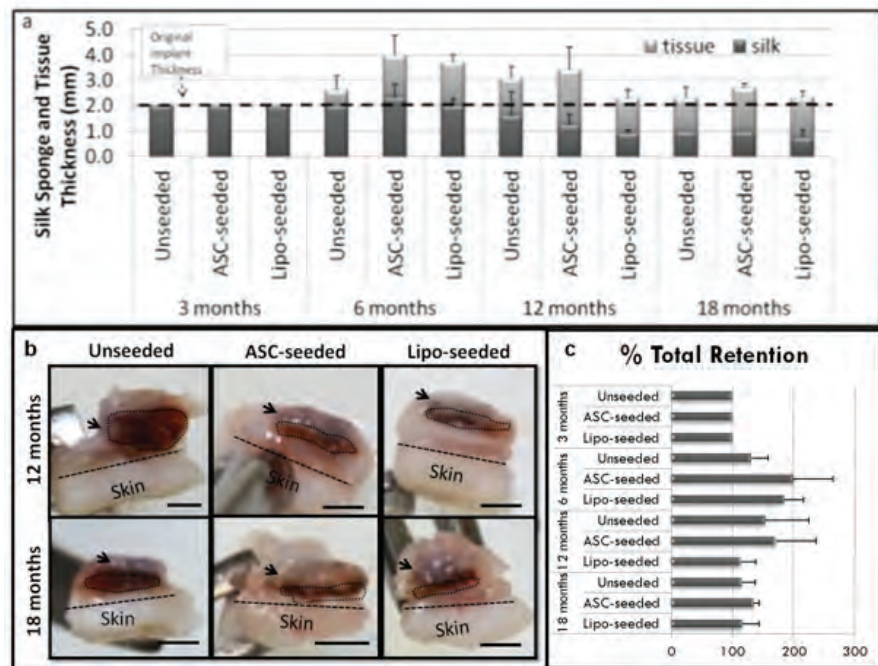 a
Silk Sponge and Tissue
Thickness (mm)
5.0
4.0
3.0
2.0
1.0
0.0
Original
Implant
Thickness
tissue
silk
Unseeded
ASC-seeded
Lipo-seeded
Unseeded
ASC-seeded
Lipo-seeded
Unseeded
ASC-seeded
Lipo-seeded
Unseeded
ASC-seeded
Lipo-seeded
3 months
6 months
12 months
18 months
b
Unseeded
ASC-seeded
Lipo-seeded
12 months
Skin
Skin
Skin
18 months
Skin
Skin
Skin
c
% Total Retention
3 months
Unseeded
ASC-seeded
Lipo-seeded
6 months
Unseeded
ASC-seeded
Lipo-seeded
12 months
Unseeded
ASC-seeded
Lipo-seeded
18 months
Unseeded
ASC-seeded
Lipo-seeded
0
100
200
300